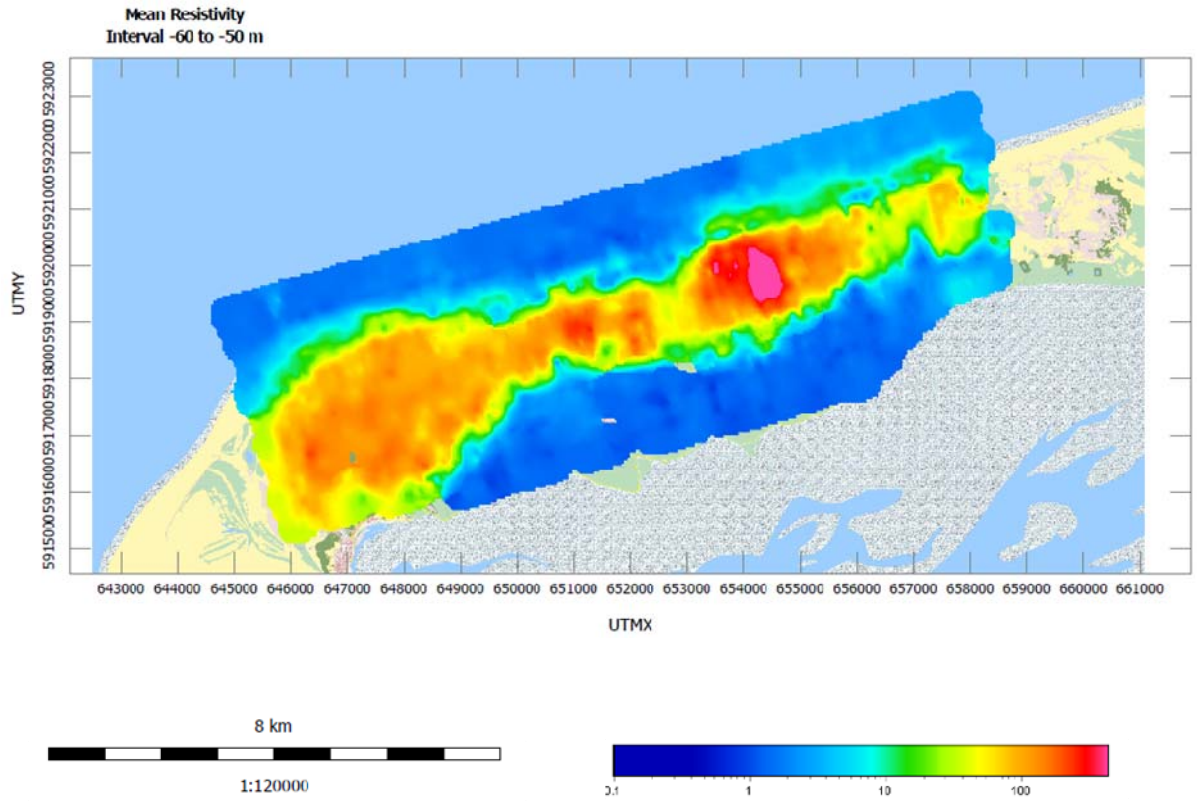 Mean Resistivity
Interval -60 to -50 m
UTMY
5915000 5916000 5917000 5918000 5919000 5920000 5921000 5922000 5923000
643000 644000 645000 646000 647000 648000 649000 650000 651000 652000 653000 654000 655000 656000 657000 658000 659000 660000 661000
UTMX
8 km
1:120000
0.1 1 10 100